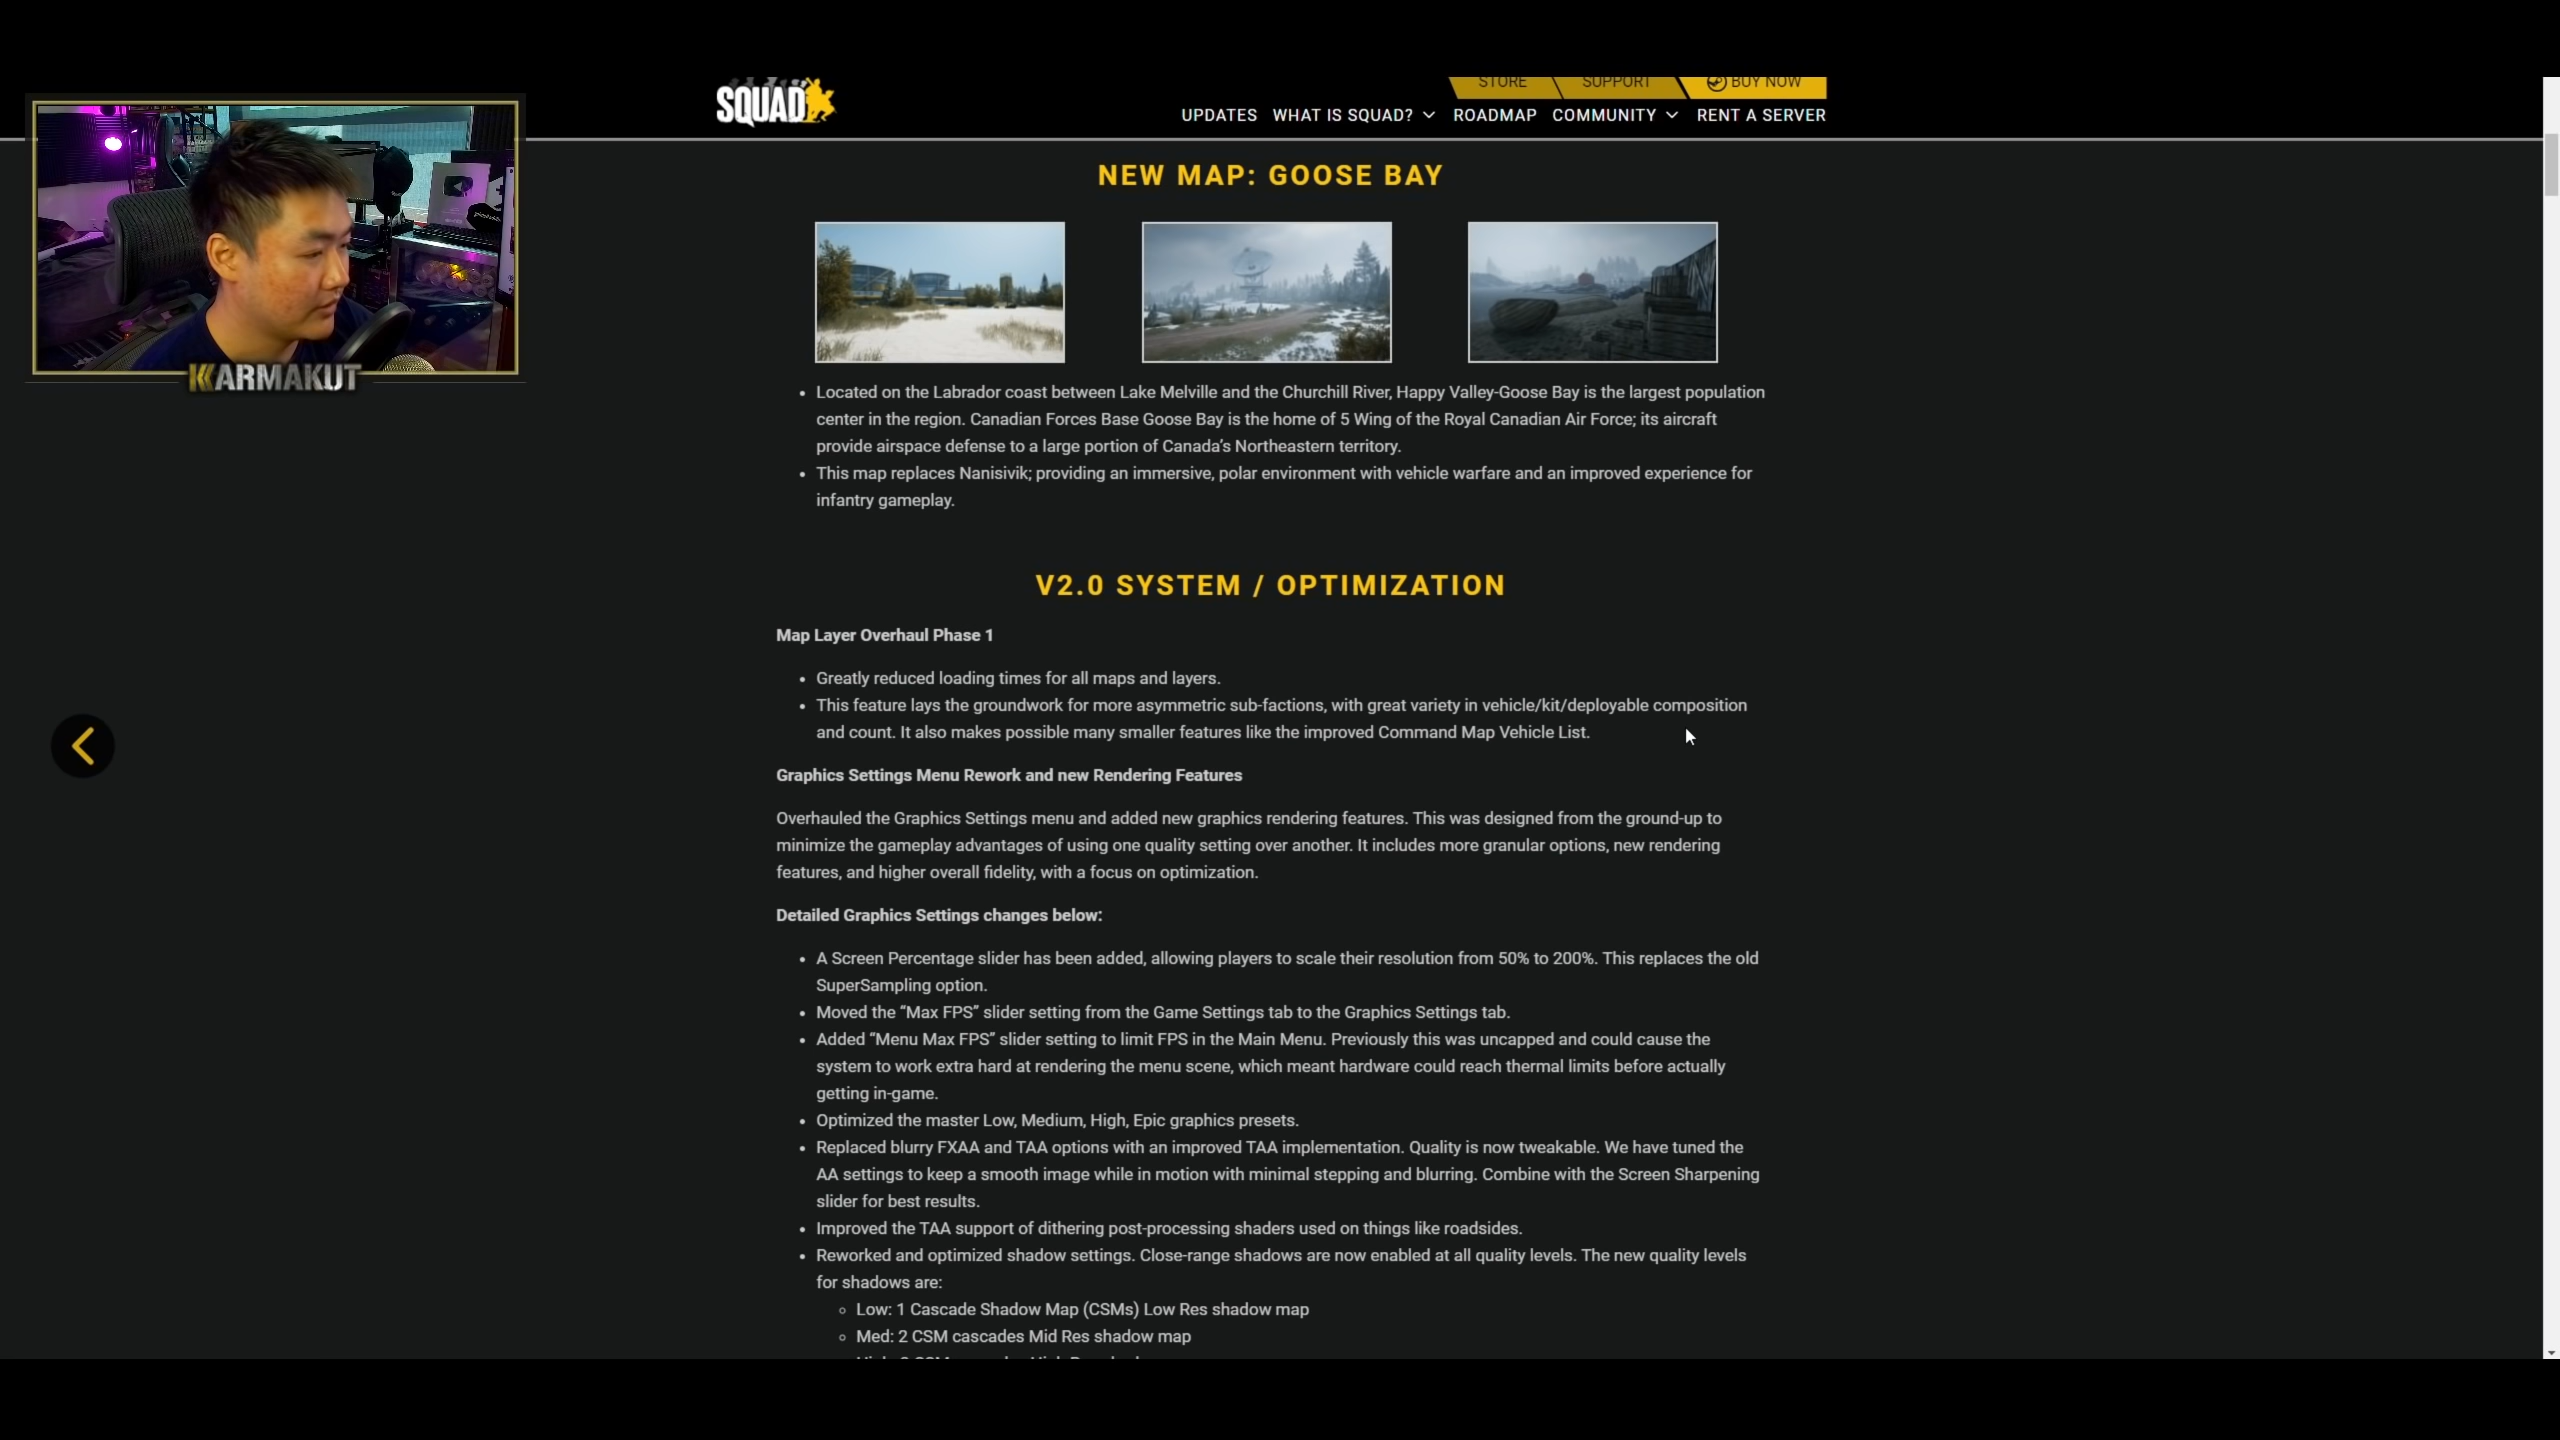 STORE
SUPPORT
BUY NOW
SQUAD
UPDATES
WHAT IS SQUAD?
ROADMAP
COMMUNITY
RENT A SERVER
KARMAKUT
NEW MAP: GOOSE BAY
• Located on the Labrador coast between Lake Melville and the Churchill River, Happy Valley-Goose Bay is the largest population
center in the region. Canadian Forces Base Goose Bay is the home of 5 Wing of the Royal Canadian Air Force; its aircraft
provide airspace defense to a large portion of Canada’s Northeastern territory.
• This map replaces Nanisivik; providing an immersive, polar environment with vehicle warfare and an improved experience for
infantry gameplay.
V2.0 SYSTEM / OPTIMIZATION
Map Layer Overhaul Phase 1
• Greatly reduced loading times for all maps and layers.
• This feature lays the groundwork for more asymmetric sub-factions, with great variety in vehicle/kit/deployable composition
and count. It also makes possible many smaller features like the improved Command Map Vehicle List.
Graphics Settings Menu Rework and new Rendering Features
Overhauled the Graphics Settings menu and added new graphics rendering features. This was designed from the ground-up to
minimize the gameplay advantages of using one quality setting over another. It includes more granular options, new rendering
features, and higher overall fidelity, with a focus on optimization.
Detailed Graphics Settings changes below:
• A Screen Percentage slider has been added, allowing players to scale their resolution from 50% to 200%. This replaces the old
SuperSampling option.
• Moved the “Max FPS” slider setting from the Game Settings tab to the Graphics Settings tab.
• Added “Menu Max FPS” slider setting to limit FPS in the Main Menu. Previously this was uncapped and could cause the
system to work extra hard at rendering the menu scene, which meant hardware could reach thermal limits before actually
getting in-game.
• Optimized the master Low, Medium, High, Epic graphics presets.
• Replaced blurry FXAA and TAA options with an improved TAA implementation. Quality is now tweakable. We have tuned the
AA settings to keep a smooth image while in motion with minimal stepping and blurring. Combine with the Screen Sharpening
slider for best results.
• Improved the TAA support of dithering post-processing shaders used on things like roadsides.
• Reworked and optimized shadow settings. Close-range shadows are now enabled at all quality levels. The new quality levels
for shadows are:
◦ Low: 1 Cascade Shadow Map (CSMs) Low Res shadow map
◦ Med: 2 CSM cascades Mid Res shadow map